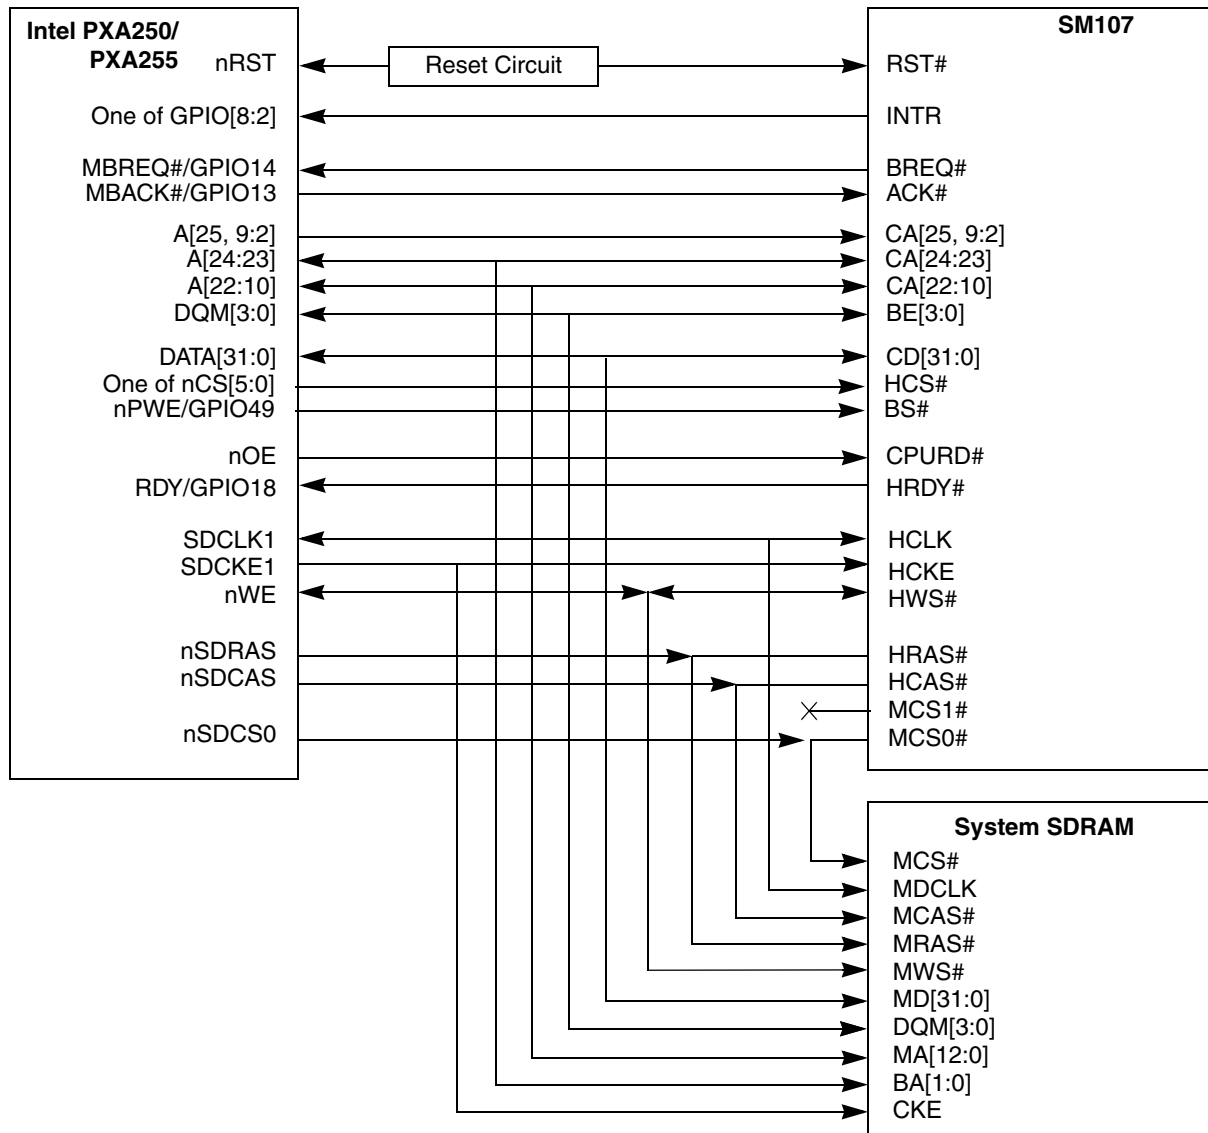 Intel PXA250/
PXA255
SM107
nRST
Reset Circuit
RST#
One of GPIO[8:2]
INTR
MBREQ#/GPIO14
BREQ#
MBACK#/GPIO13
ACK#
A[25, 9:2]
CA[25, 9:2]
A[24:23]
CA[24:23]
A[22:10]
CA[22:10]
DQM[3:0]
BE[3:0]
DATA[31:0]
CD[31:0]
One of nCS[5:0]
HCS#
nPWE/GPIO49
BS#
nOE
CPURD#
RDY/GPIO18
HRDY#
SDCLK1
HCLK
SDCKE1
HCKE
nWE
HWS#
nSDRAS
HRAS#
nSDCAS
HCAS#
MCS1#
nSDCS0
MCS0#
System SDRAM
MCS#
MDCLK
MCAS#
MRAS#
MWS#
MD[31:0]
DQM[3:0]
MA[12:0]
BA[1:0]
CKE